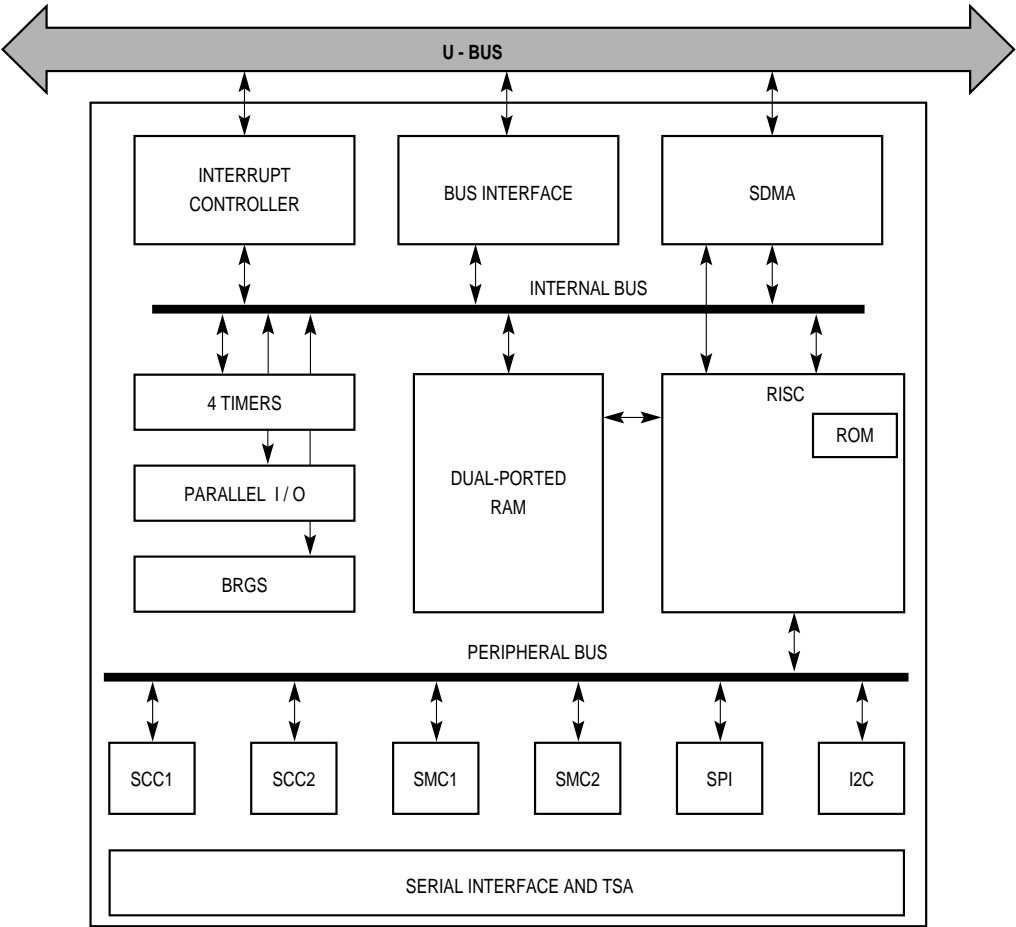 U - BUS
INTERRUPT
CONTROLLER
BUS INTERFACE
SDMA
INTERNAL BUS
4 TIMERS
PARALLEL I / O
BRGS
DUAL-PORTED
RAM
RISC
ROM
PERIPHERAL BUS
SCC1
SCC2
SMC1
SMC2
SPI
I2C
SERIAL INTERFACE AND TSA